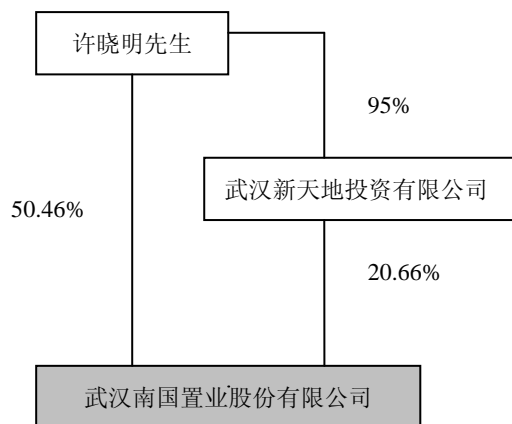 许晓明先生
95%
武汉新天地投资有限公司
50.46%
20.66%
武汉南国置业股份有限公司